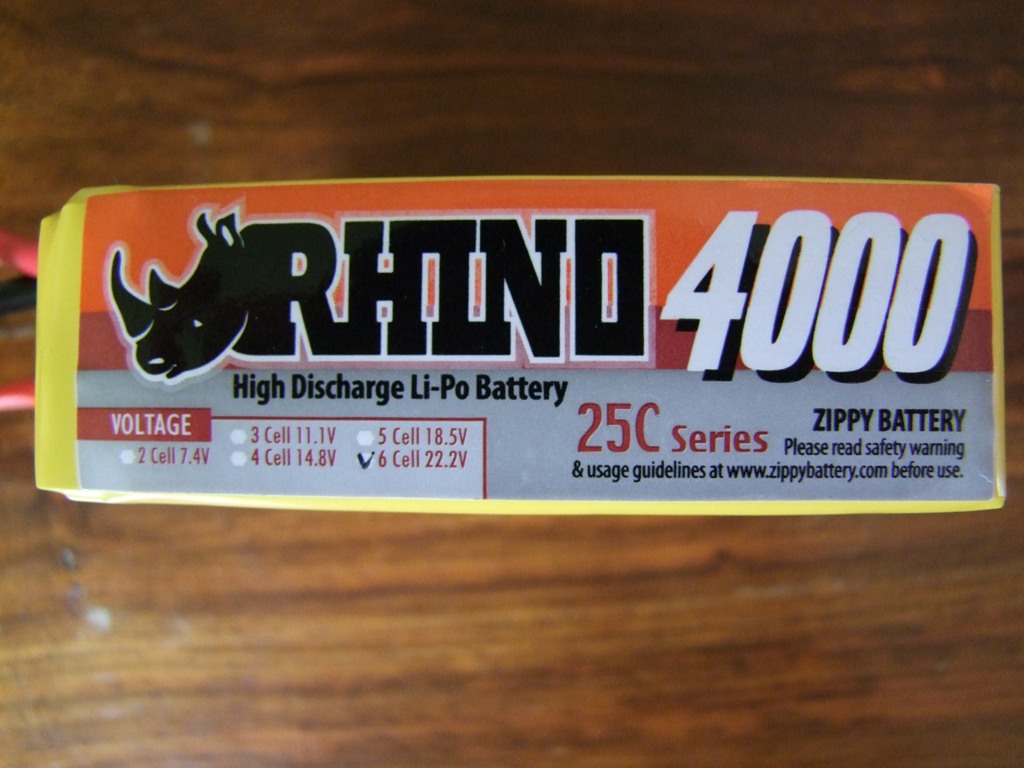 RHINO 4000
High Discharge Li-Po Battery
VOLTAGE
2 Cell 7.4V
3 Cell 11.1V
4 Cell 14.8V
5 Cell 18.5V
6 Cell 22.2V
25C Series
ZIPPY BATTERY
Please read safety warning
& usage guidelines at www.zippybattery.com before use.